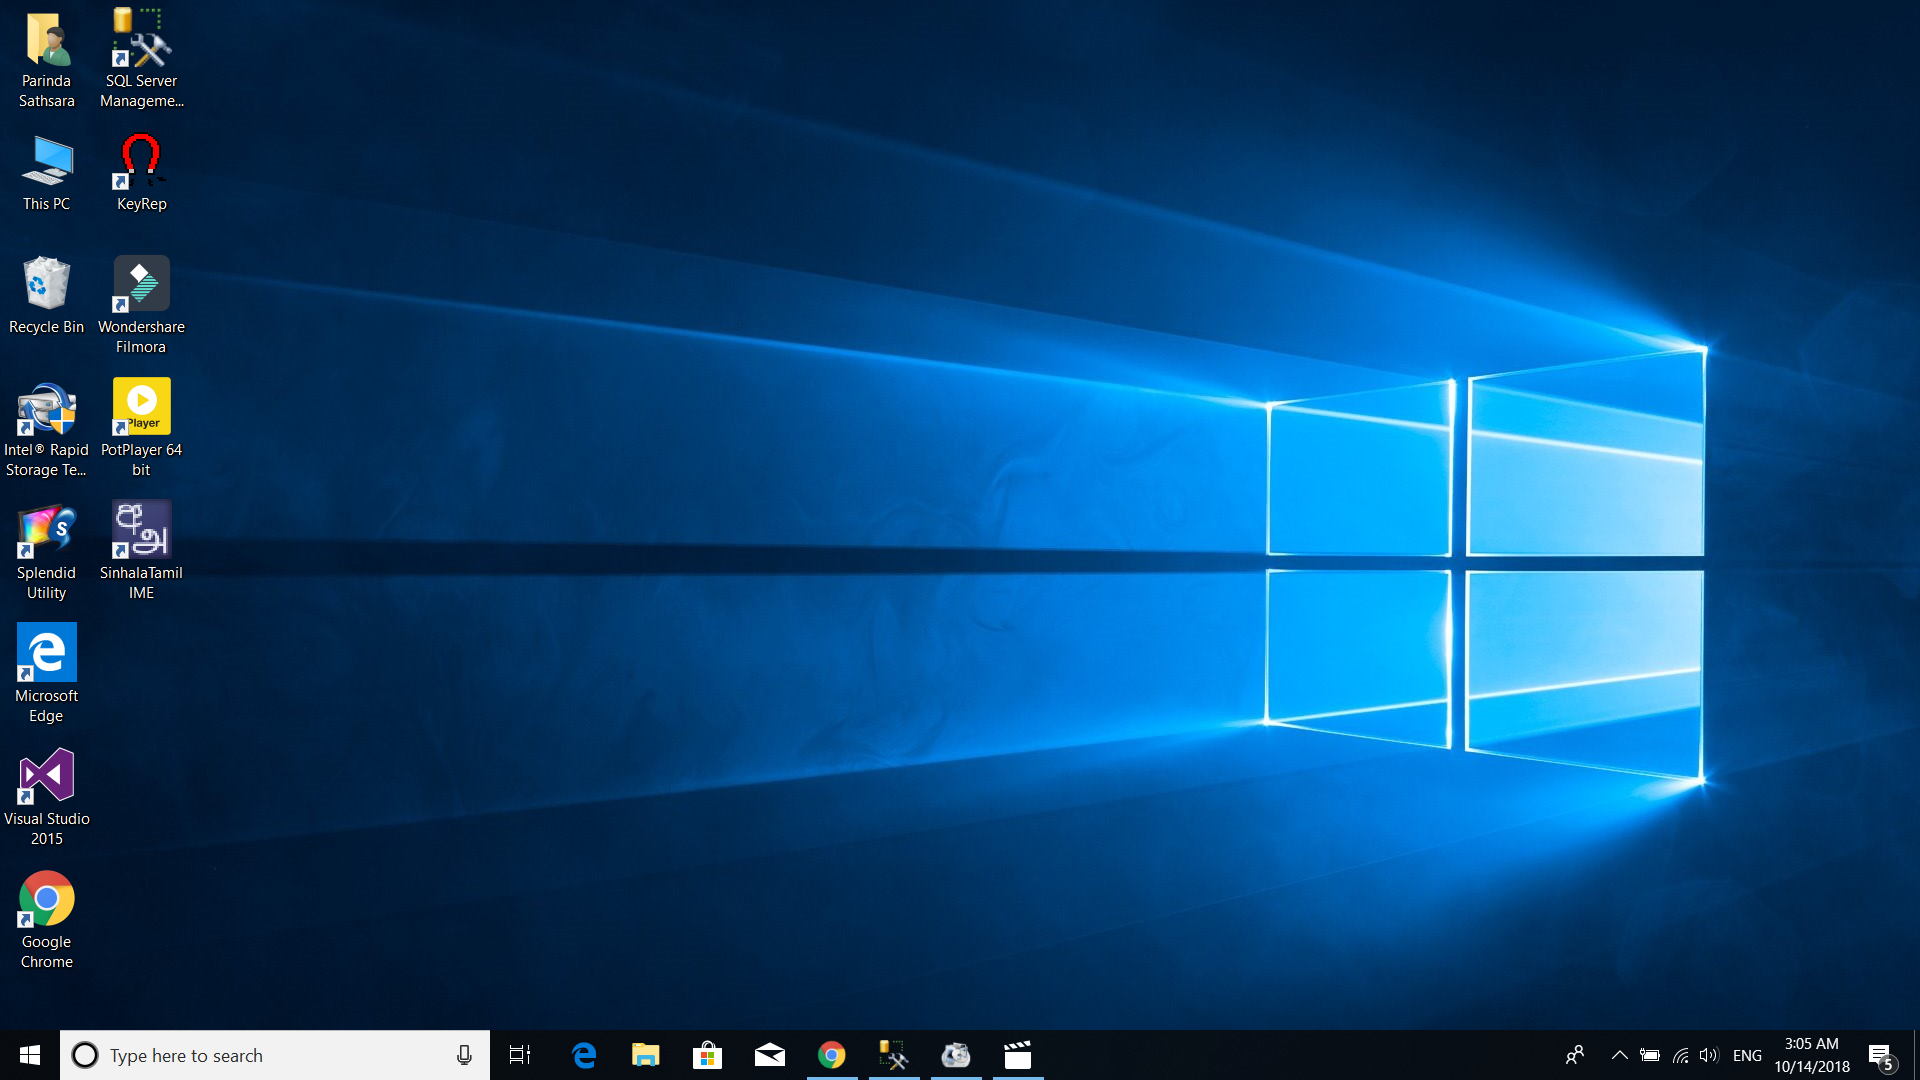 Parinda
Sathsara
SQL Server
Manageme...
This PC
KeyRep
Recycle Bin
Wondershare
Filmora
Intel® Rapid
Storage Te...
Player
PotPlayer 64
bit
S
Splendid
Utility
අ
அ
SinhalaTamil
IME
Microsoft
Edge
Visual Studio
2015
Google
Chrome
Type here to search
ENG
3:05 AM
10/14/2018
5